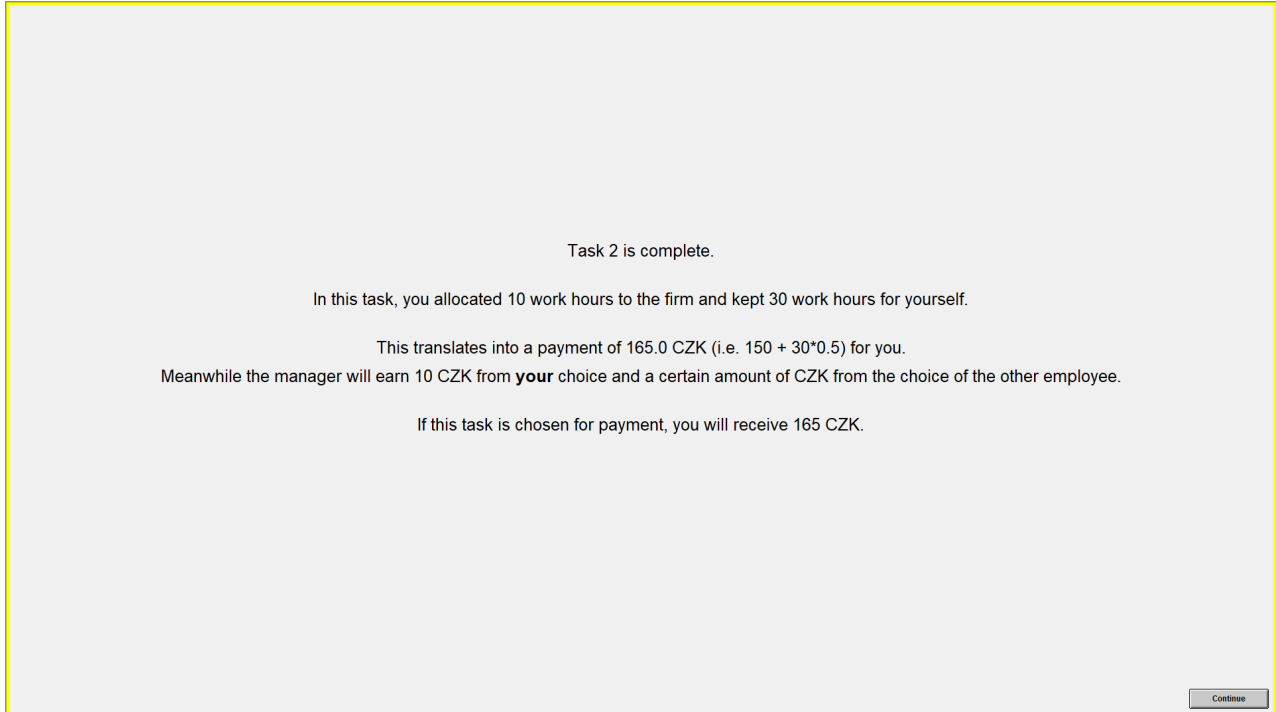 Task 2 is complete.
In this task, you allocated 10 work hours to the firm and kept 30 work hours for yourself.
This translates into a payment of 165.0 CZK (i.e. 150 + 30*0.5) for you.
Meanwhile the manager will earn 10 CZK from your choice and a certain amount of CZK from the choice of the other employee.
If this task is chosen for payment, you will receive 165 CZK.
Continue